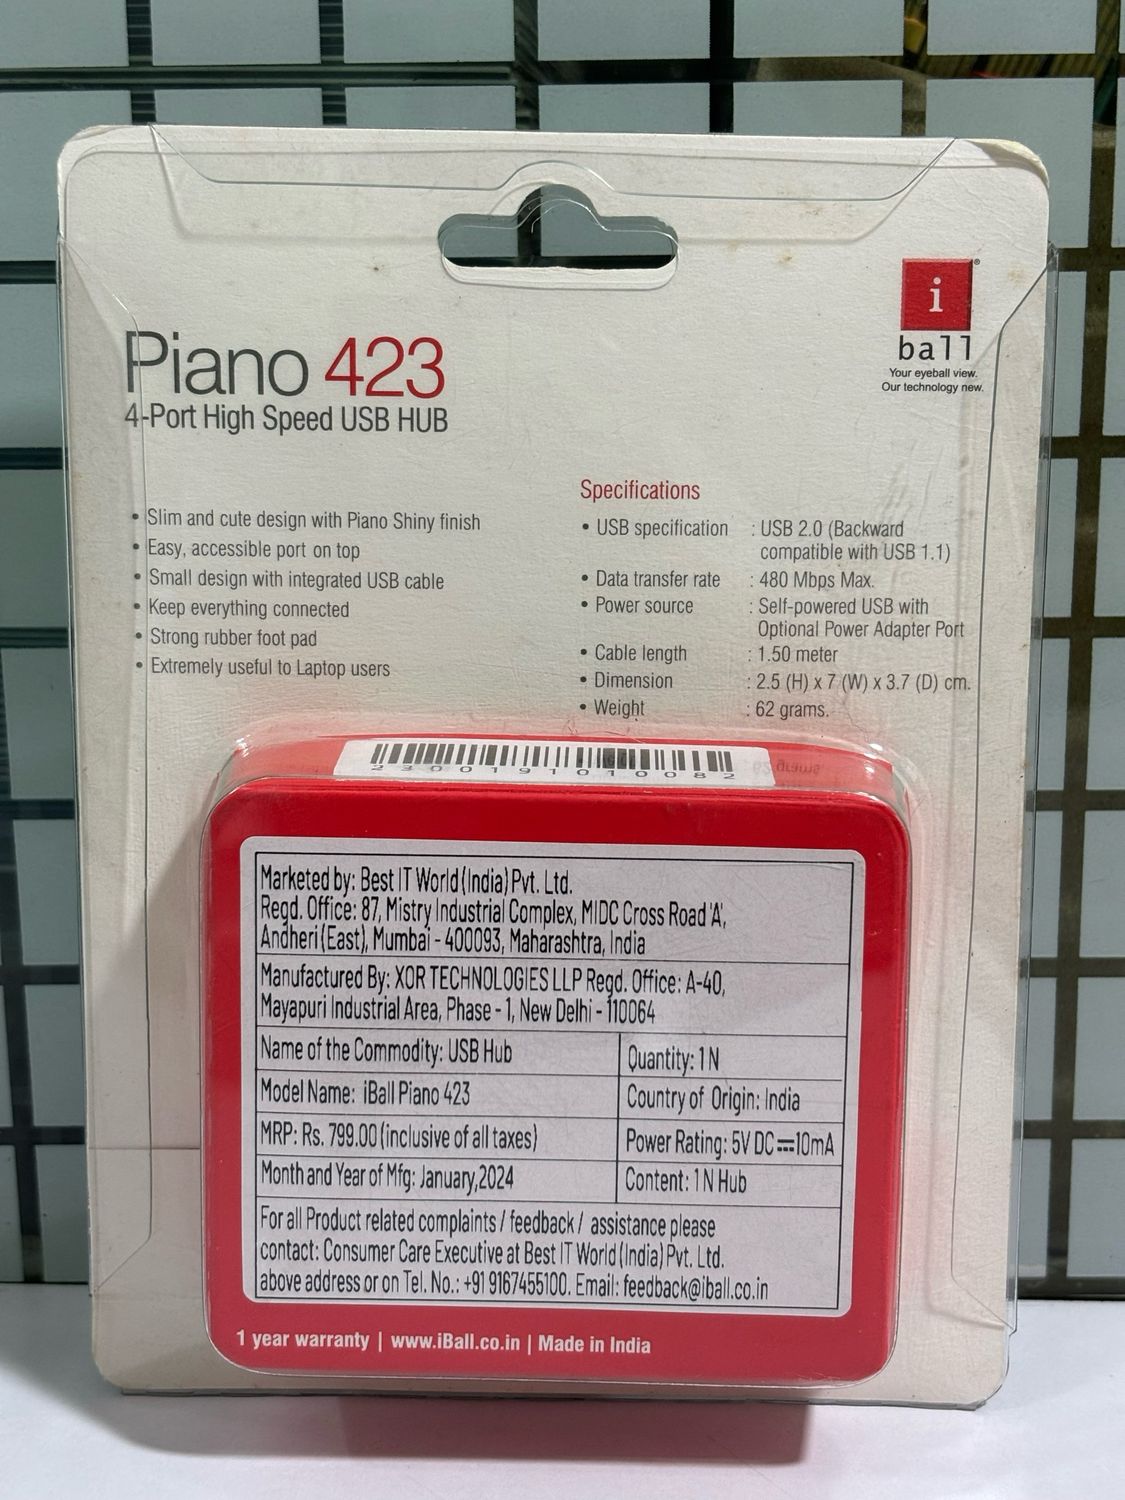 i
ball
Your eyeball view.
Our technology new.
Piano 423
4-Port High Speed USB HUB
• Slim and cute design with Piano Shiny finish
• Easy, accessible port on top
• Small design with integrated USB cable
• Keep everything connected
• Strong rubber foot pad
• Extremely useful to Laptop users
Specifications
• USB specification : USB 2.0 (Backward
compatible with USB 1.1)
• Data transfer rate : 480 Mbps Max.
• Power source : Self-powered USB with
Optional Power Adapter Port
• Cable length : 1.50 meter
• Dimension : 2.5 (H) x 7 (W) x 3.7 (D) cm.
• Weight : 62 grams.
2300191010082
Marketed by: Best IT World (India) Pvt. Ltd.
Regd. Office: 87, Mistry Industrial Complex, MIDC Cross Road 'A',
Andheri (East), Mumbai - 400093, Maharashtra, India
Manufactured By: XOR TECHNOLOGIES LLP Regd. Office: A-40,
Mayapuri Industrial Area, Phase - 1, New Delhi - 110064
Name of the Commodity: USB Hub
Quantity: 1 N
Model Name: iBall Piano 423
Country of Origin: India
MRP: Rs. 799.00 (inclusive of all taxes)
Power Rating: 5V DC ⎓ 10mA
Month and Year of Mfg: January,2024
Content: 1 N Hub
For all Product related complaints / feedback / assistance please
contact: Consumer Care Executive at Best IT World (India) Pvt. Ltd.
above address or on Tel. No.: +91 9167455100. Email: feedback@iball.co.in
1 year warranty | www.iBall.co.in | Made in India